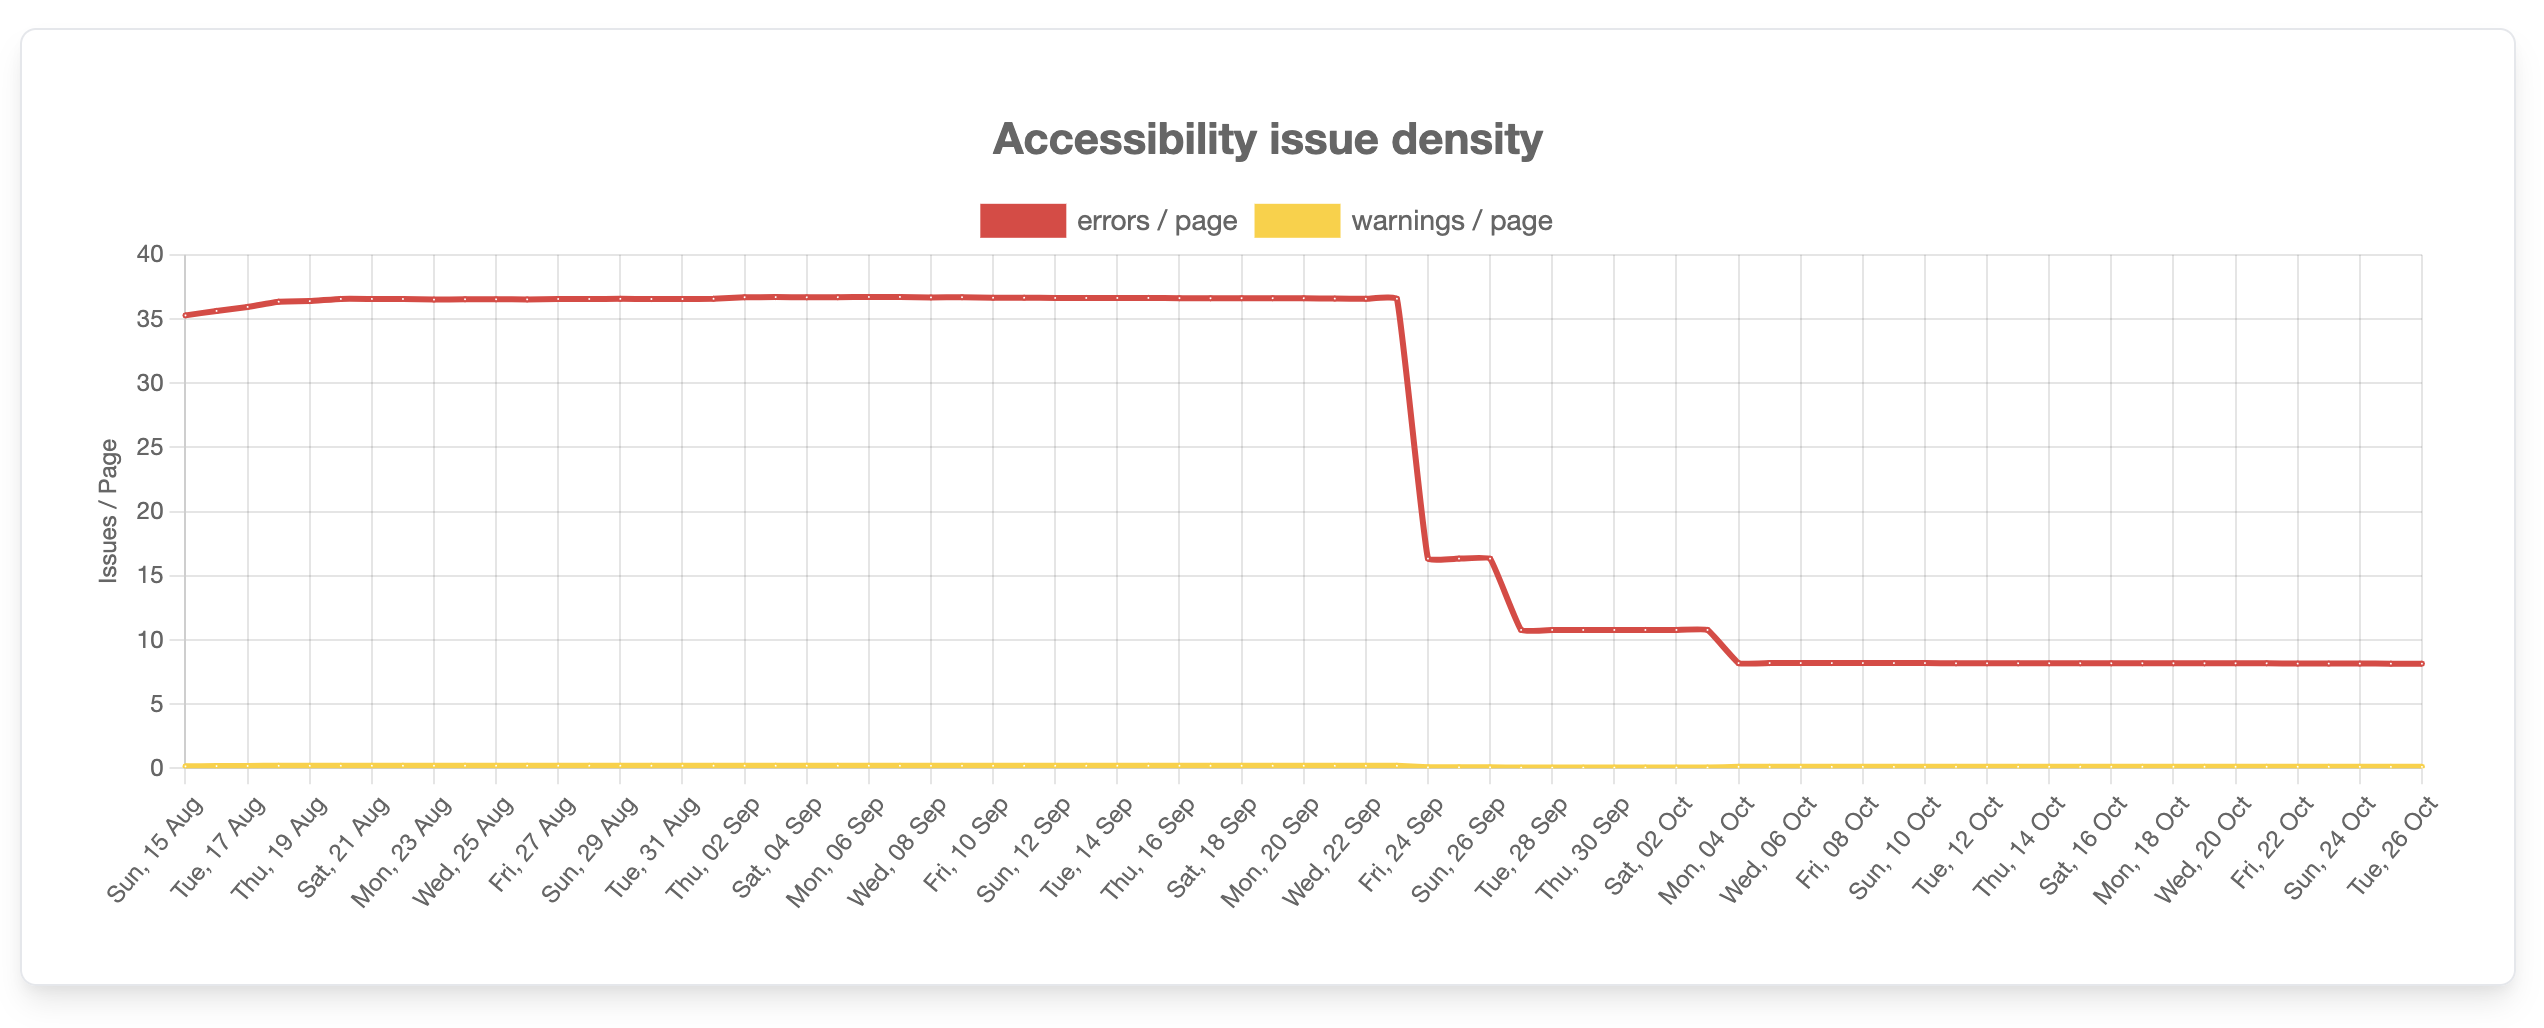 Accessibility issue density
errors / page
warnings / page
Issues / Page
40
35
30
25
20
15
10
5
0
Sun, 15 Aug
Tue, 17 Aug
Thu, 19 Aug
Sat, 21 Aug
Mon, 23 Aug
Wed, 25 Aug
Fri, 27 Aug
Sun, 29 Aug
Tue, 31 Aug
Thu, 02 Sep
Sat, 04 Sep
Mon, 06 Sep
Wed, 08 Sep
Fri, 10 Sep
Sun, 12 Sep
Tue, 14 Sep
Thu, 16 Sep
Sat, 18 Sep
Mon, 20 Sep
Wed, 22 Sep
Fri, 24 Sep
Sun, 26 Sep
Tue, 28 Sep
Thu, 30 Sep
Sat, 02 Oct
Mon, 04 Oct
Wed, 06 Oct
Fri, 08 Oct
Sun, 10 Oct
Tue, 12 Oct
Thu, 14 Oct
Sat, 16 Oct
Mon, 18 Oct
Wed, 20 Oct
Fri, 22 Oct
Sun, 24 Oct
Tue, 26 Oct